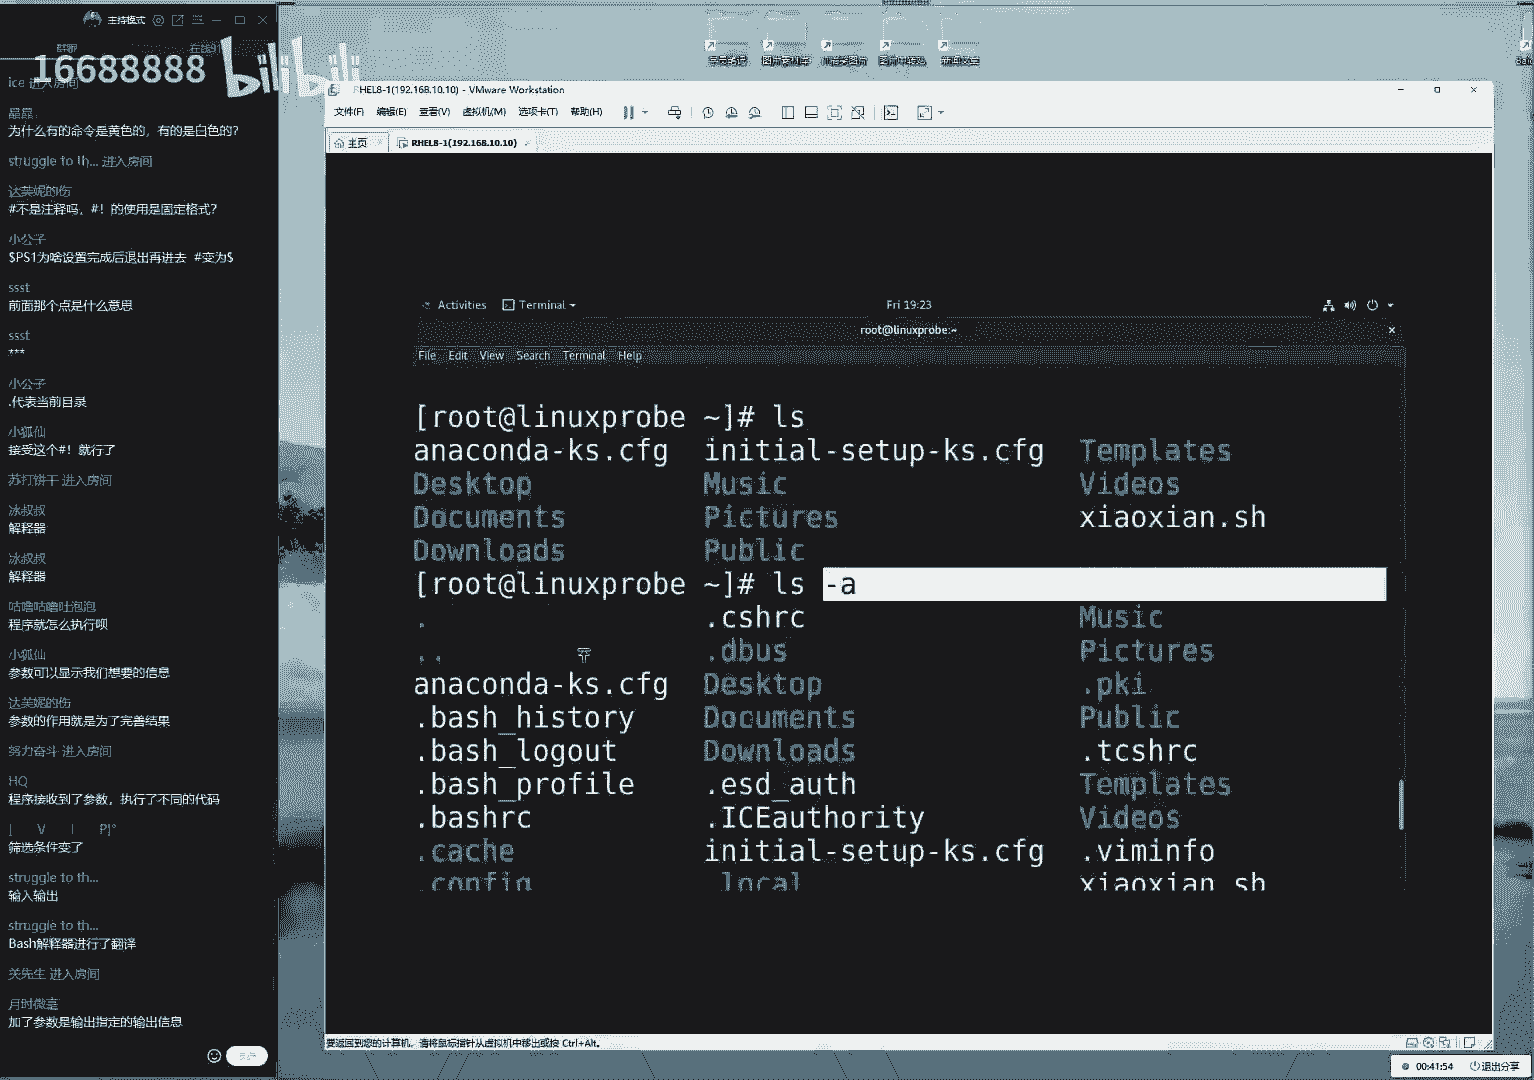 主持模式
群聊
16688888 bilibili
ice 进入房间
为什么有的命令是黄色的，有的是白色的？
struggle to th... 进入房间
达芙妮的伤
#不是注释吗，#！的使用是固定格式？
小公子
$PS1为啥设置完成后退出再进去 #变为$
ssst
前面那个点是什么意思
ssst
***
小公子
.代表当前目录
小狐仙
接受这个#！就行了
苏打饼干 进入房间
冰叔叔
解释器
冰叔叔
解释器
咕噜咕噜吐泡泡
程序就怎么执行呗
小狐仙
参数可以显示我们想要的信息
达芙妮的伤
参数的作用就是为了完善结果
努力奋斗 进入房间
HQ
程序接收到了参数，执行了不同的代码
筛选条件变了
struggle to th...
输入输出
struggle to th...
Bash解释器进行了翻译
关先生 进入房间
加了参数是输出指定的输出信息
RHEL8-1(192.168.10.10) - VMware Workstation
文件(F) 编辑(E) 查看(V) 虚拟机(M) 选项卡(T) 帮助(H)
主页 RHEL8-1(192.168.10.10)
Activities Terminal Fri 19:23
root@linuxprobe:~
File Edit View Search Terminal Help
[root@linuxprobe ~]# ls
anaconda-ks.cfg initial-setup-ks.cfg Templates
Desktop Music Videos
Documents Pictures xiaoxian.sh
Downloads Public
[root@linuxprobe ~]# ls -a
. .cshrc Music
.. .dbus Pictures
anaconda-ks.cfg Desktop .pki
.bash_history Documents Public
.bash_logout Downloads .tcshrc
.bash_profile .esd_auth Templates
.bashrc .ICEauthority Videos
.cache initial-setup-ks.cfg .viminfo
.config .local xiaoxian.sh
要返回到您的计算机，请将鼠标指针从虚拟机中移出或按 Ctrl+Alt。
00:41:54 退出分享